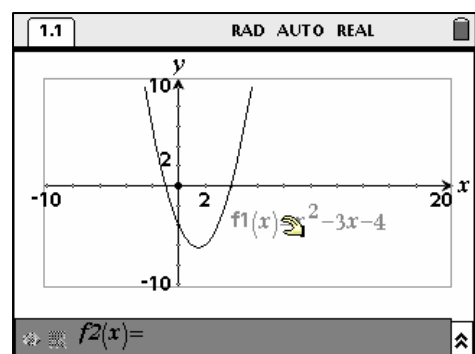 1.1 RAD AUTO REAL
y
10
2
-10 2 20 x
f1(x)=x²-3x-4
-10
f2(x)=